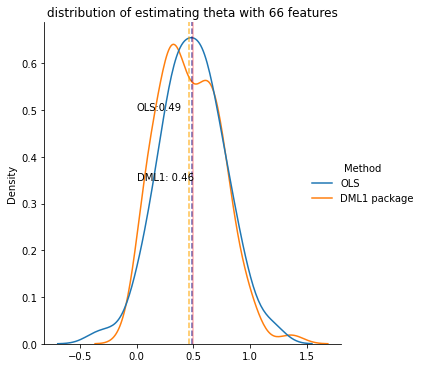 distribution of estimating theta with 66 features
0.6
0.5
0.4
0.3
0.2
0.1
0.0
Density
OLS:0.49
DML1: 0.46
Method
OLS
DML1 package
−0.5 0.0 0.5 1.0 1.5